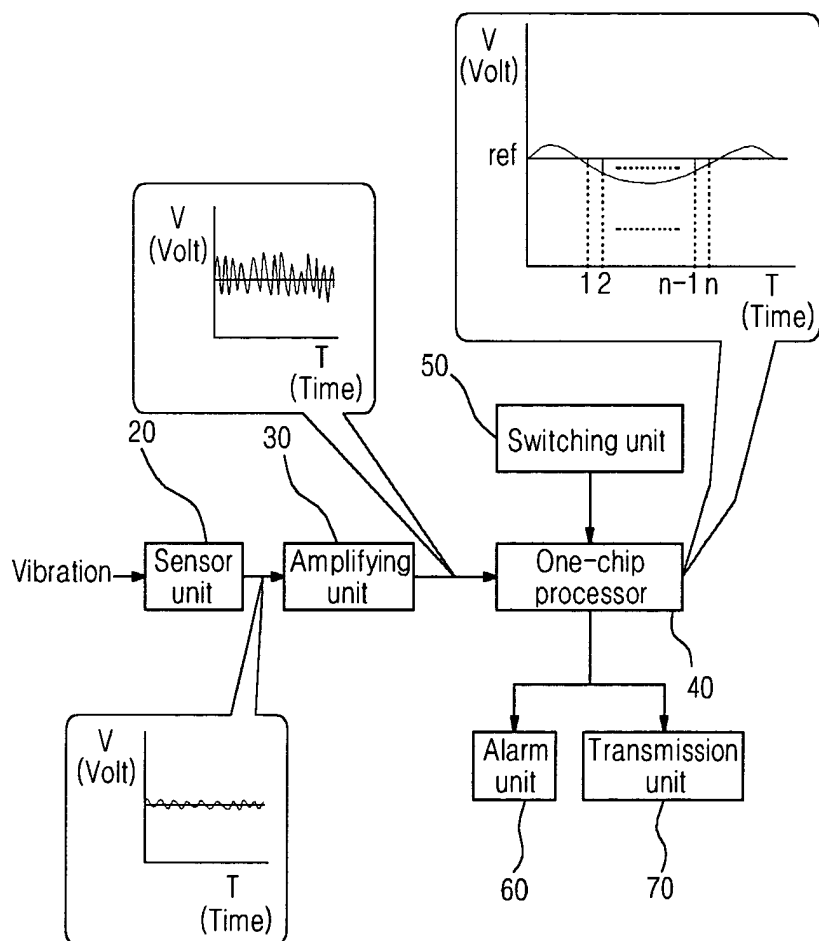 V
(Volt)
ref
1 2 n-1 n
T
(Time)
V
(Volt)
T
(Time)
50
Switching unit
20
30
Vibration
Sensor
unit
Amplifying
unit
One-chip
processor
40
V
(Volt)
T
(Time)
Alarm
unit
Transmission
unit
60
70